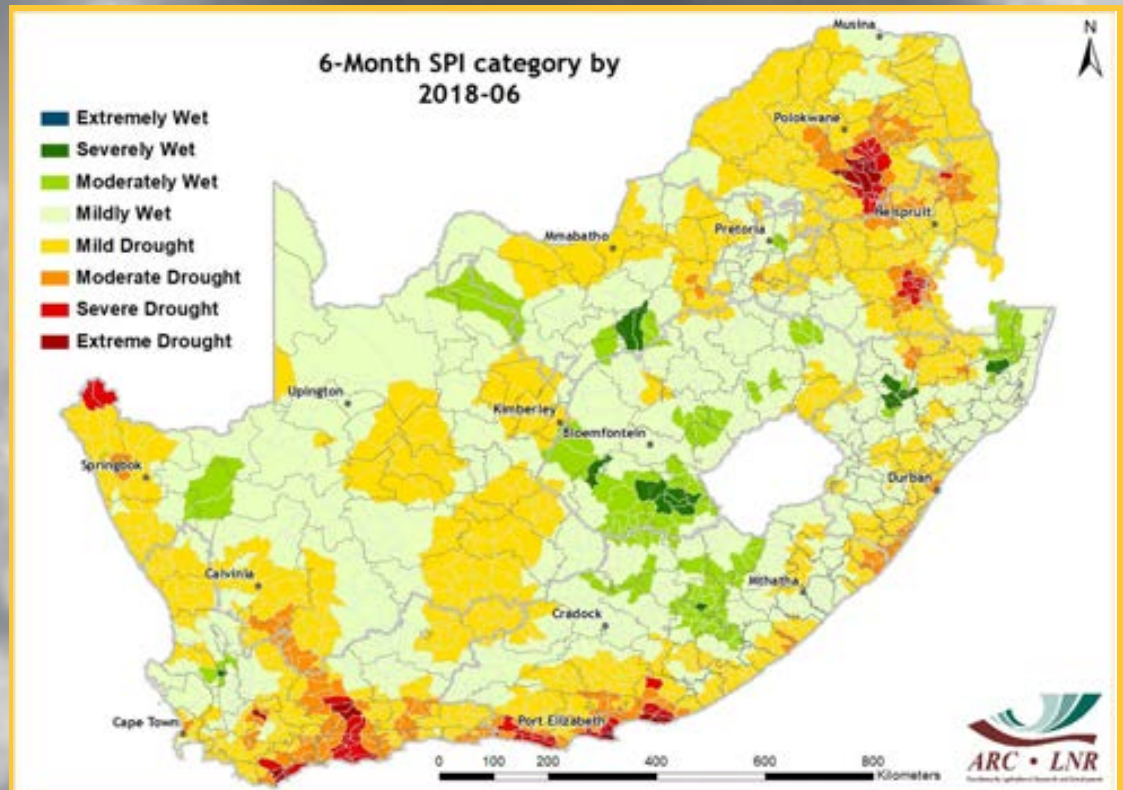 6-Month SPI category by
2018-06
N
Extremely Wet
Severely Wet
Moderately Wet
Mildly Wet
Mild Drought
Moderate Drought
Severe Drought
Extreme Drought
Musina
Polokwane
Nelspruit
Mmabatho
Pretoria
Upington
Kimberley
Bloemfontein
Springbok
Durban
Calvinia
Mthatha
Cradock
Cape Town
Port Elizabeth
0 100 200 400 600 800
Kilometers
ARC • LNR